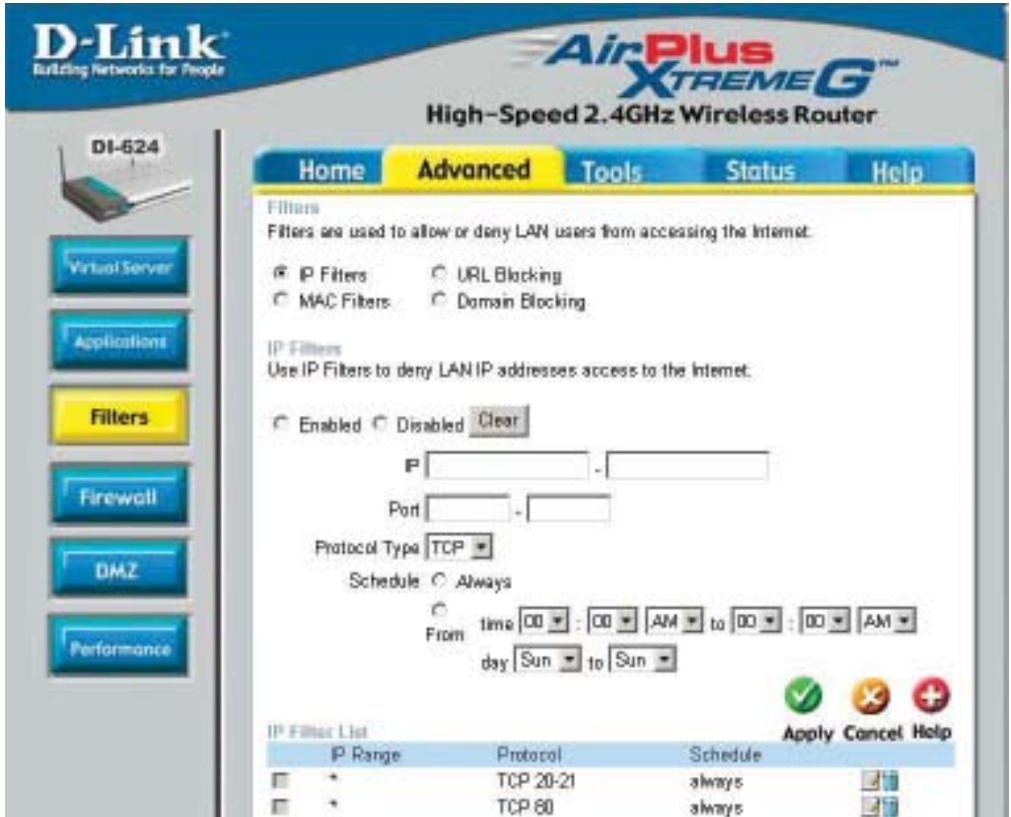 D-Link
Building Networks for People
AirPlus
XTREME G™
High-Speed 2.4GHz Wireless Router
DI-624
Home Advanced Tools Status Help
Virtual Server
Applications
Filters
Firewall
DMZ
Performance
Filters
Filters are used to allow or deny LAN users from accessing the Internet.
IP Filters URL Blocking
MAC Filters Domain Blocking
IP Filters
Use IP Filters to deny LAN IP addresses access to the Internet.
Enabled Disabled Clear
IP -
Port -
Protocol Type TCP
Schedule Always
From time 00 : 00 AM to 00 : 00 AM
day Sun to Sun
Apply Cancel Help
IP Filter List
IP Range Protocol Schedule
* TCP 20-21 always
* TCP 80 always